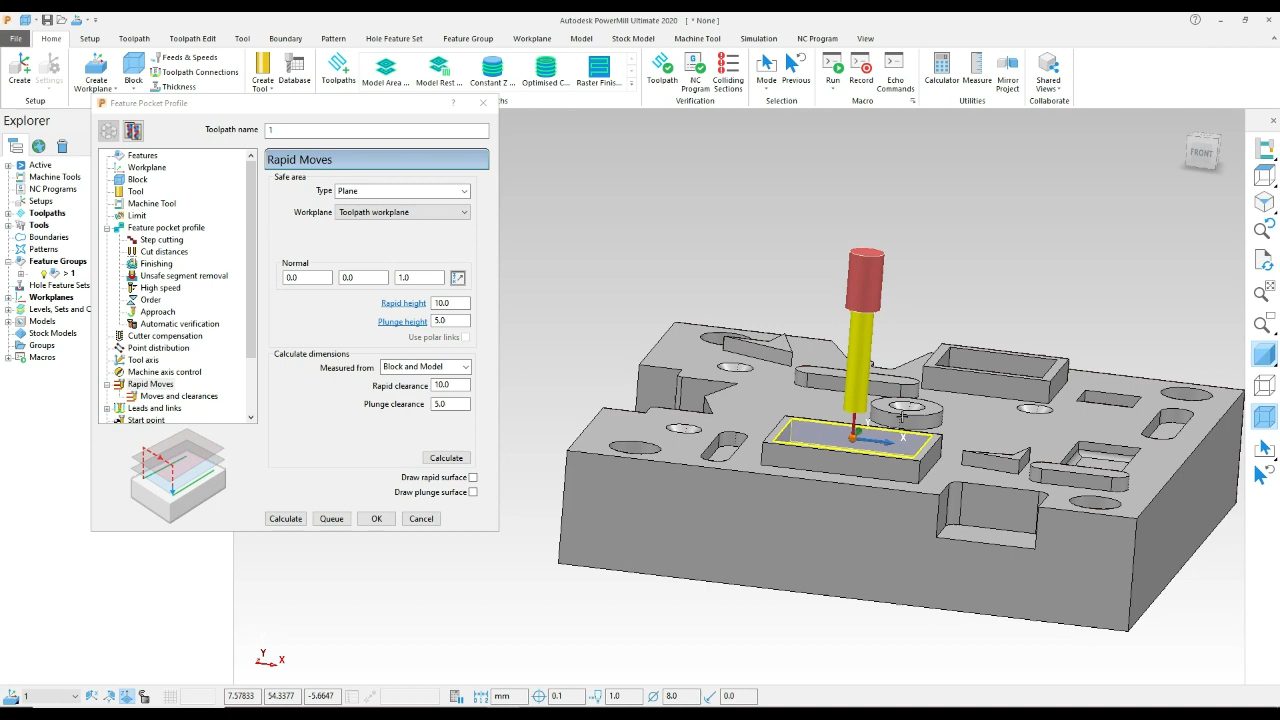 Autodesk PowerMill Ultimate 2020 - [ * None ]
File Home Setup Toolpath Toolpath Edit Tool Boundary Pattern Hole Feature Set Feature Group Workplane Model Stock Model Machine Tool Simulation NC Program View
Create Settings Create Workplane Block Feeds & Speeds Toolpath Connections Thickness Create Tool Database Toolpaths Model Area ... Model Rest ... Constant Z ... Optimised C... Raster Finis... Toolpath NC Program Colliding Sections Mode Previous Run Record Echo Commands Calculator Measure Mirror Project Shared Views
Setup Verification Selection Macro Utilities Collaborate
Feature Pocket Profile
Explorer
Active
Machine Tools
NC Programs
Setups
Toolpaths
Tools
Boundaries
Patterns
Feature Groups
> 1
Hole Feature Sets
Workplanes
Levels, Sets and C
Models
Stock Models
Groups
Macros
Toolpath name 1
Features
Workplane
Block
Tool
Machine Tool
Limit
Feature pocket profile
Step cutting
Cut distances
Finishing
Unsafe segment removal
High speed
Order
Approach
Automatic verification
Cutter compensation
Point distribution
Tool axis
Machine axis control
Rapid Moves
Moves and clearances
Leads and links
Start point
Rapid Moves
Safe area
Type Plane
Workplane Toolpath workplane
Normal
0.0 0.0 1.0
Rapid height 10.0
Plunge height 5.0
Use polar links
Calculate dimensions
Measured from Block and Model
Rapid clearance 10.0
Plunge clearance 5.0
Calculate
Draw rapid surface
Draw plunge surface
Calculate Queue OK Cancel
FRONT
X
Y
X
1 7.57833 54.3377 -5.6647 mm 0.1 1.0 8.0 0.0